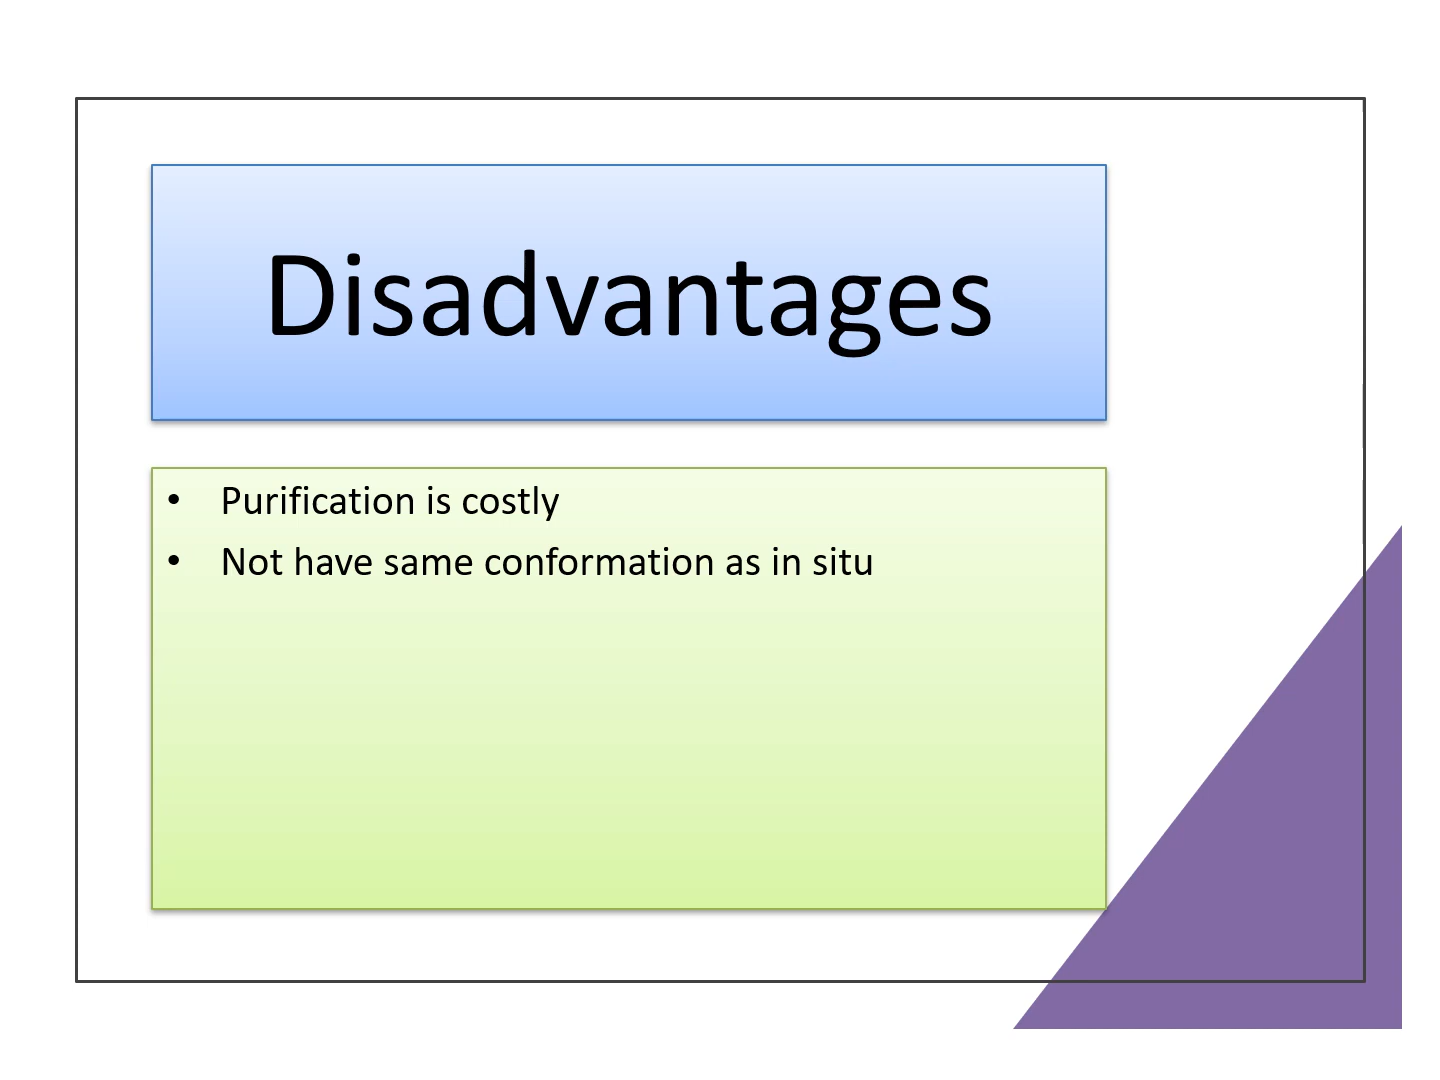 Disadvantages
• Purification is costly
• Not have same conformation as in situ